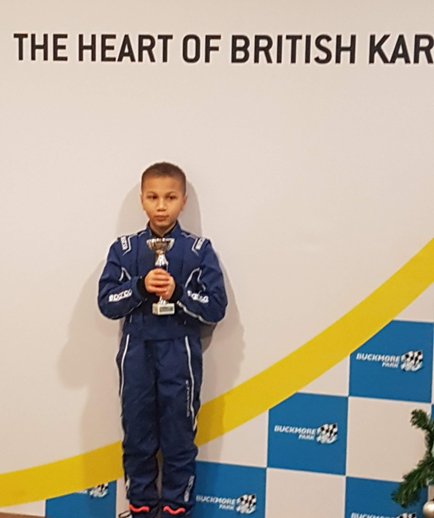 THE HEART OF BRITISH KAR
BUCKMORE
PARK
BUCKMORE
PARK
BUCKMORE
PARK